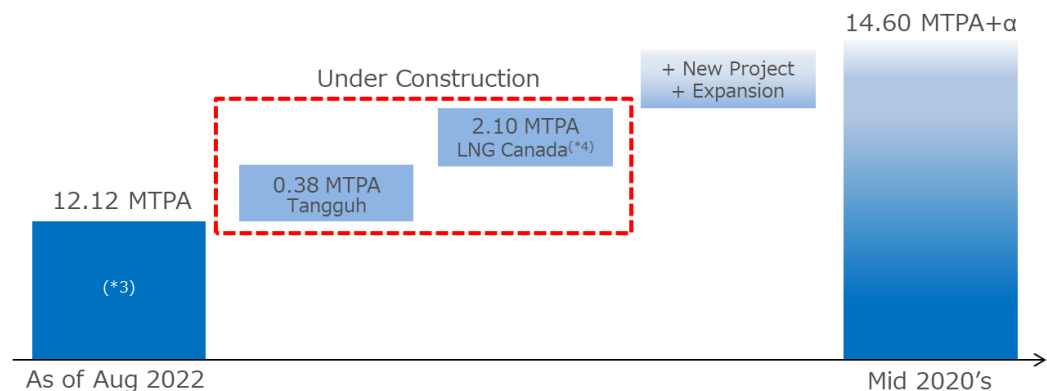 14.60 MTPA+α
+ New Project
+ Expansion
Under Construction
2.10 MTPA
LNG Canada(*4)
0.38 MTPA
Tangguh
12.12 MTPA
(*3)
As of Aug 2022
Mid 2020's